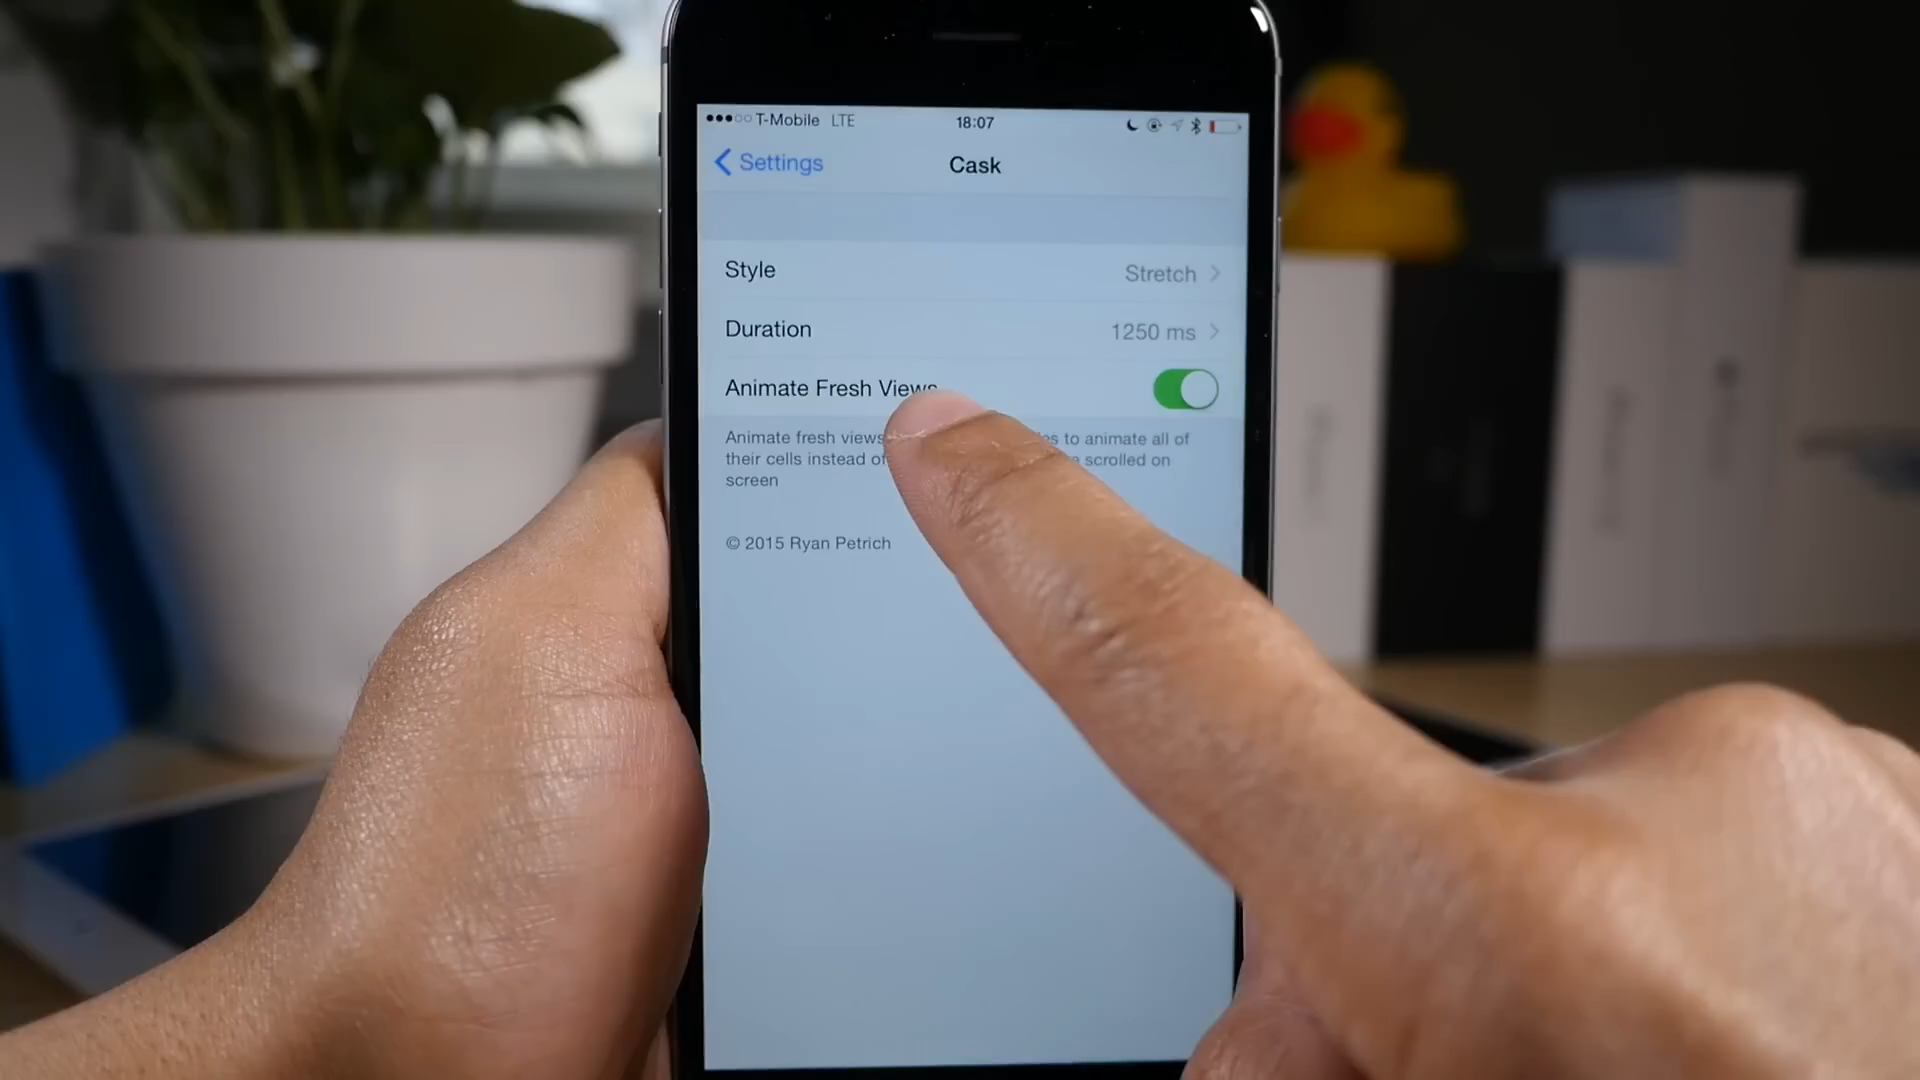 T-Mobile LTE 18:07
Settings Cask
Style Stretch
Duration 1250 ms
Animate Fresh Views
Animate fresh views to animate all of
their cells instead of scrolled on
screen
© 2015 Ryan Petrich